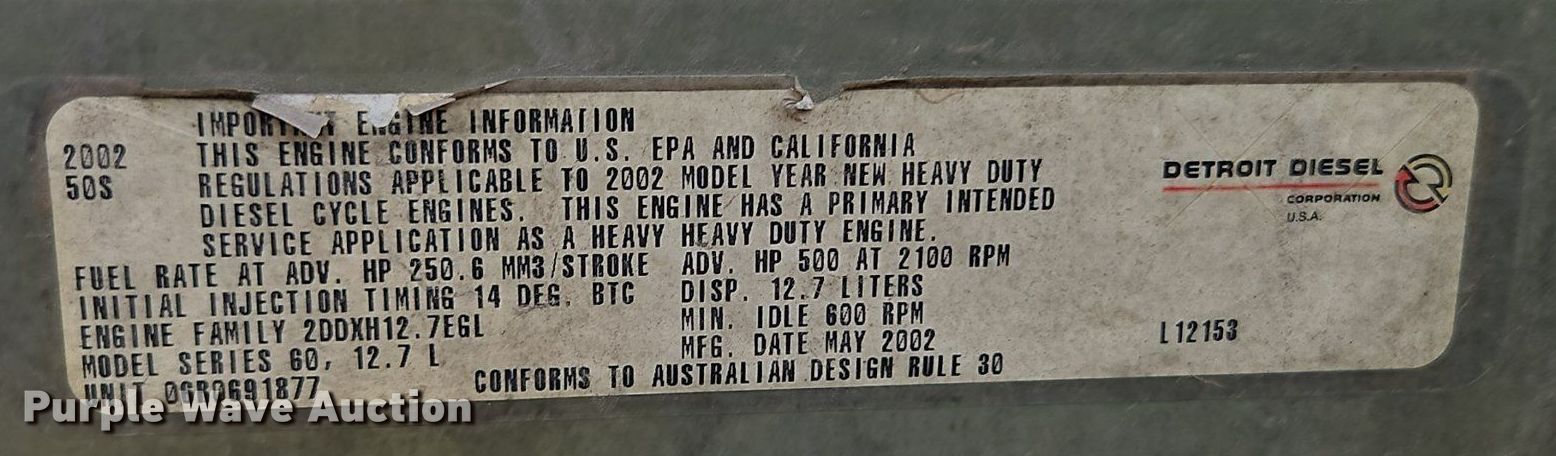 IMPORTANT ENGINE INFORMATION
2002 THIS ENGINE CONFORMS TO U.S. EPA AND CALIFORNIA
50S REGULATIONS APPLICABLE TO 2002 MODEL YEAR NEW HEAVY DUTY
DIESEL CYCLE ENGINES. THIS ENGINE HAS A PRIMARY INTENDED
SERVICE APPLICATION AS A HEAVY HEAVY DUTY ENGINE.
FUEL RATE AT ADV. HP 250.6 MM3/STROKE ADV. HP 500 AT 2100 RPM
INITIAL INJECTION TIMING 14 DEG. BTC DISP. 12.7 LITERS
ENGINE FAMILY 2DDXH12.7EGL MIN. IDLE 600 RPM
MODEL SERIES 60, 12.7 L MFG. DATE MAY 2002
UNIT 06R0691877 CONFORMS TO AUSTRALIAN DESIGN RULE 30
DETROIT DIESEL
CORPORATION
U.S.A.
L12153
Purple Wave Auction